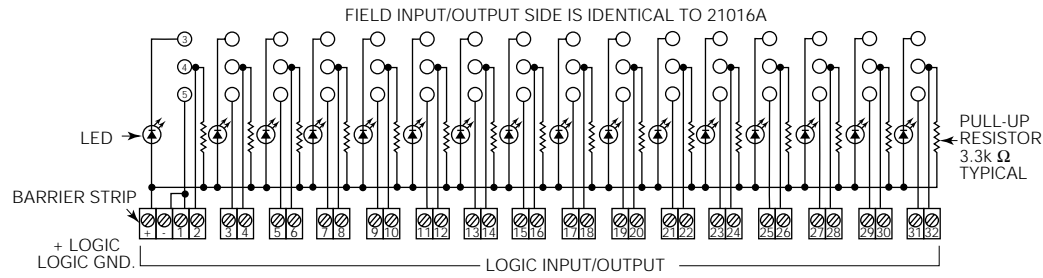 FIELD INPUT/OUTPUT SIDE IS IDENTICAL TO 21016A
3
4
5
LED
PULL-UP
RESISTOR
3.3k Ω
TYPICAL
BARRIER STRIP
+ - 1 2 3 4 5 6 7 8 9 10 11 12 13 14 15 16 17 18 19 20 21 22 23 24 25 26 27 28 29 30 31 32
+ LOGIC
LOGIC GND.
LOGIC INPUT/OUTPUT